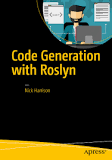 Code Generation
with Roslyn
Nick Harrison
Apress®